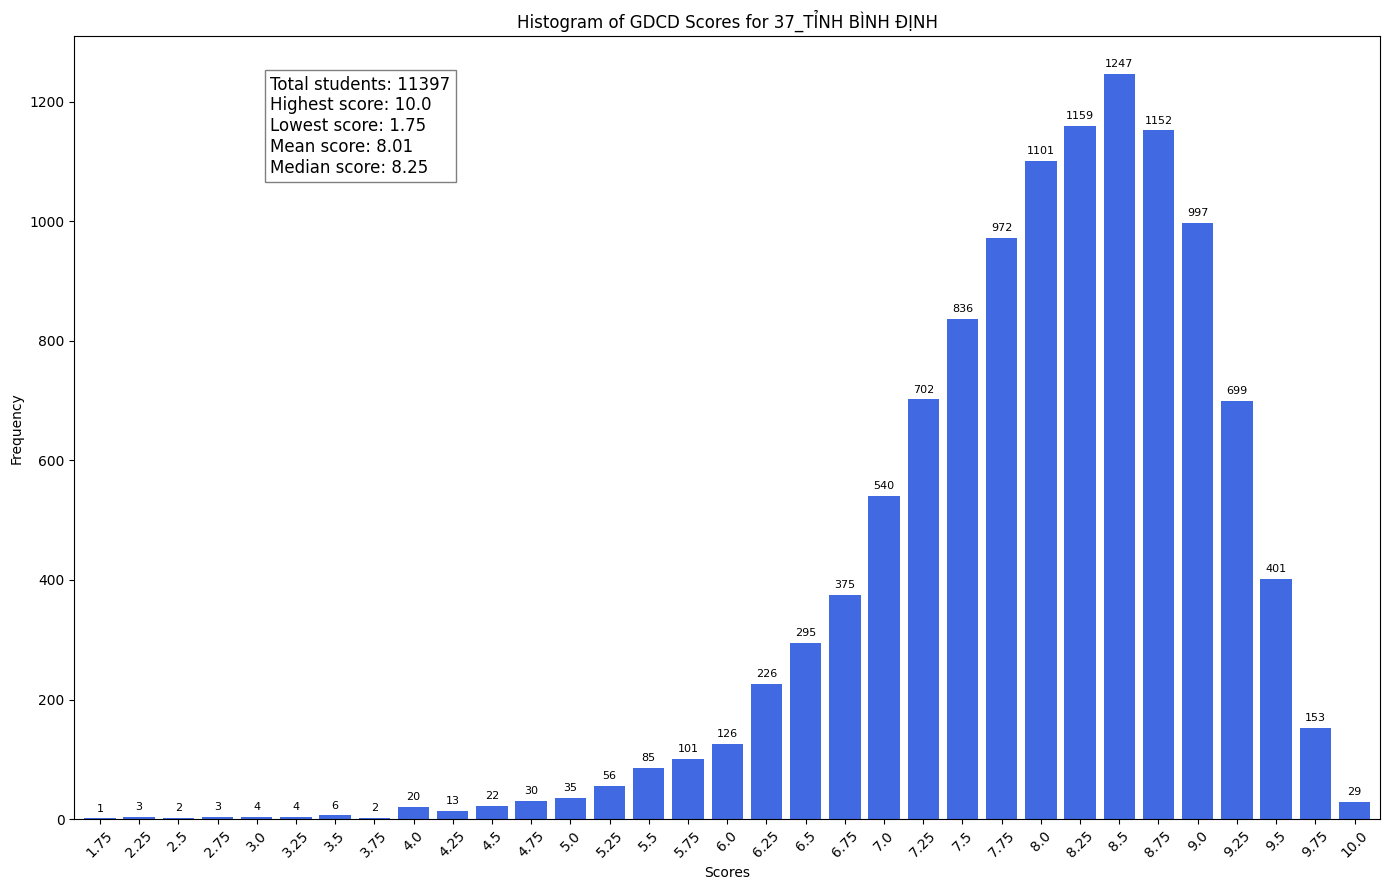 Histogram of GDCD Scores for 37_TỈNH BÌNH ĐỊNH
Total students: 11397
Highest score: 10.0
Lowest score: 1.75
Mean score: 8.01
Median score: 8.25
Frequency
1200
1000
800
600
400
200
0
1 3 2 3 4 4 6 2 20 13 22 30 35 56 85 101 126 226 295 375 540 702 836 972 1101 1159 1247 1152 997 699 401 153 29
1.75 2.25 2.5 2.75 3.0 3.25 3.5 3.75 4.0 4.25 4.5 4.75 5.0 5.25 5.5 5.75 6.0 6.25 6.5 6.75 7.0 7.25 7.5 7.75 8.0 8.25 8.5 8.75 9.0 9.25 9.5 9.75 10.0
Scores